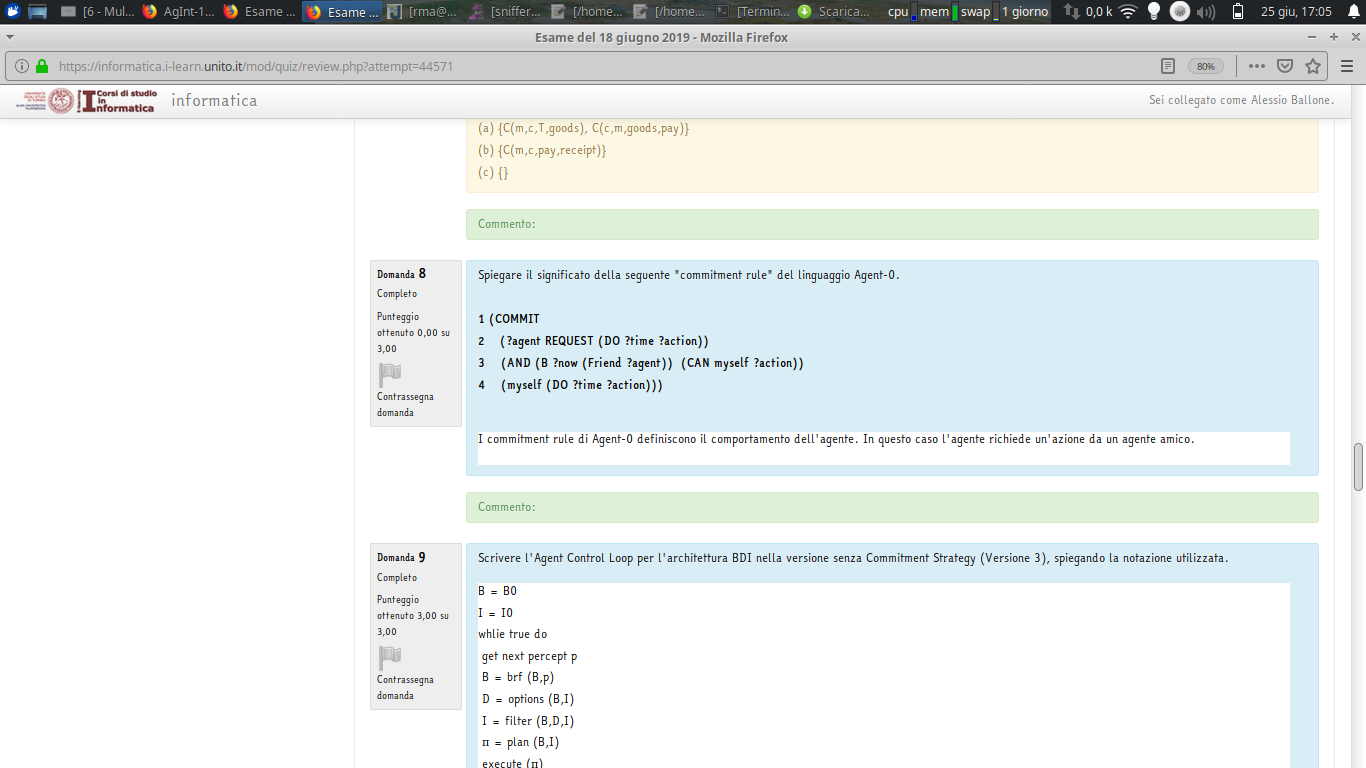 [6 - Mul...
AgInt-1...
Esame ...
Esame ...
[rma@...
[sniffer...
[/home...
[/home...
[Termin...
Scarica...
cpu mem swap 1 giorno
0,0 k
25 giu, 17:05
Esame del 18 giugno 2019 - Mozilla Firefox
https://informatica.i-learn.unito.it/mod/quiz/review.php?attempt=44571
80%
Corsi di studio
in
Informatica
informatica
Sei collegato come Alessio Ballone.
(a) {C(m,c,T,goods), C(c,m,goods,pay)}
(b) {C(m,c,pay,receipt)}
(c) {}
Commento:
Domanda 8
Completo
Punteggio
ottenuto 0,00 su
3,00
Contrassegna
domanda
Spiegare il significato della seguente "commitment rule" del linguaggio Agent-0.
1 (COMMIT
2 (?agent REQUEST (DO ?time ?action))
3 (AND (B ?now (Friend ?agent)) (CAN myself ?action))
4 (myself (DO ?time ?action)))
I commitment rule di Agent-0 definiscono il comportamento dell'agente. In questo caso l'agente richiede un'azione da un agente amico.
Commento:
Domanda 9
Completo
Punteggio
ottenuto 3,00 su
3,00
Contrassegna
domanda
Scrivere l'Agent Control Loop per l'architettura BDI nella versione senza Commitment Strategy (Versione 3), spiegando la notazione utilizzata.
B = B0
I = I0
whlie true do
get next percept p
B = brf (B,p)
D = options (B,I)
I = filter (B,D,I)
π = plan (B,I)
execute (π)